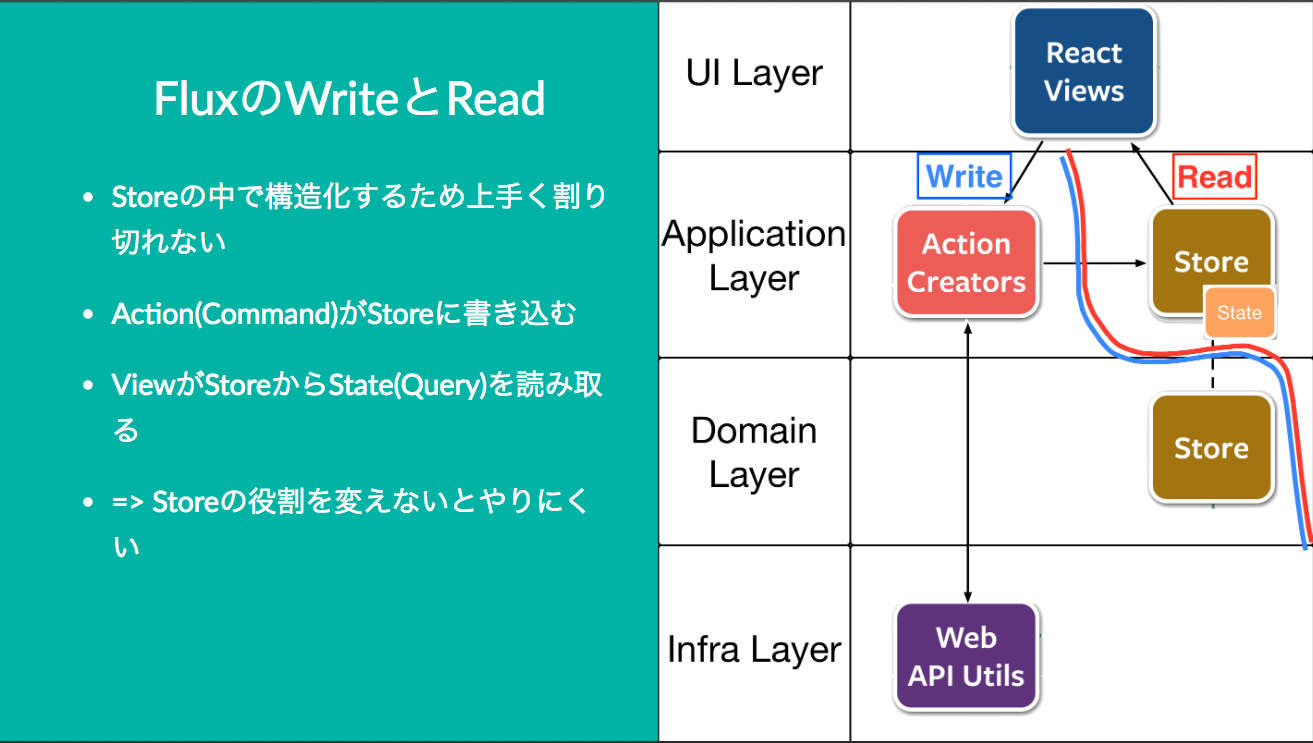 FluxのWriteとRead
• Storeの中で構造化するため上手く割り
切れない
• Action(Command)がStoreに書き込む
• ViewがStoreからState(Query)を読み取
る
• => Storeの役割を変えないとやりにく
い
UI Layer
React
Views
Application
Layer
Write
Read
Action
Creators
Store
State
Domain
Layer
Store
Infra Layer
Web
API Utils